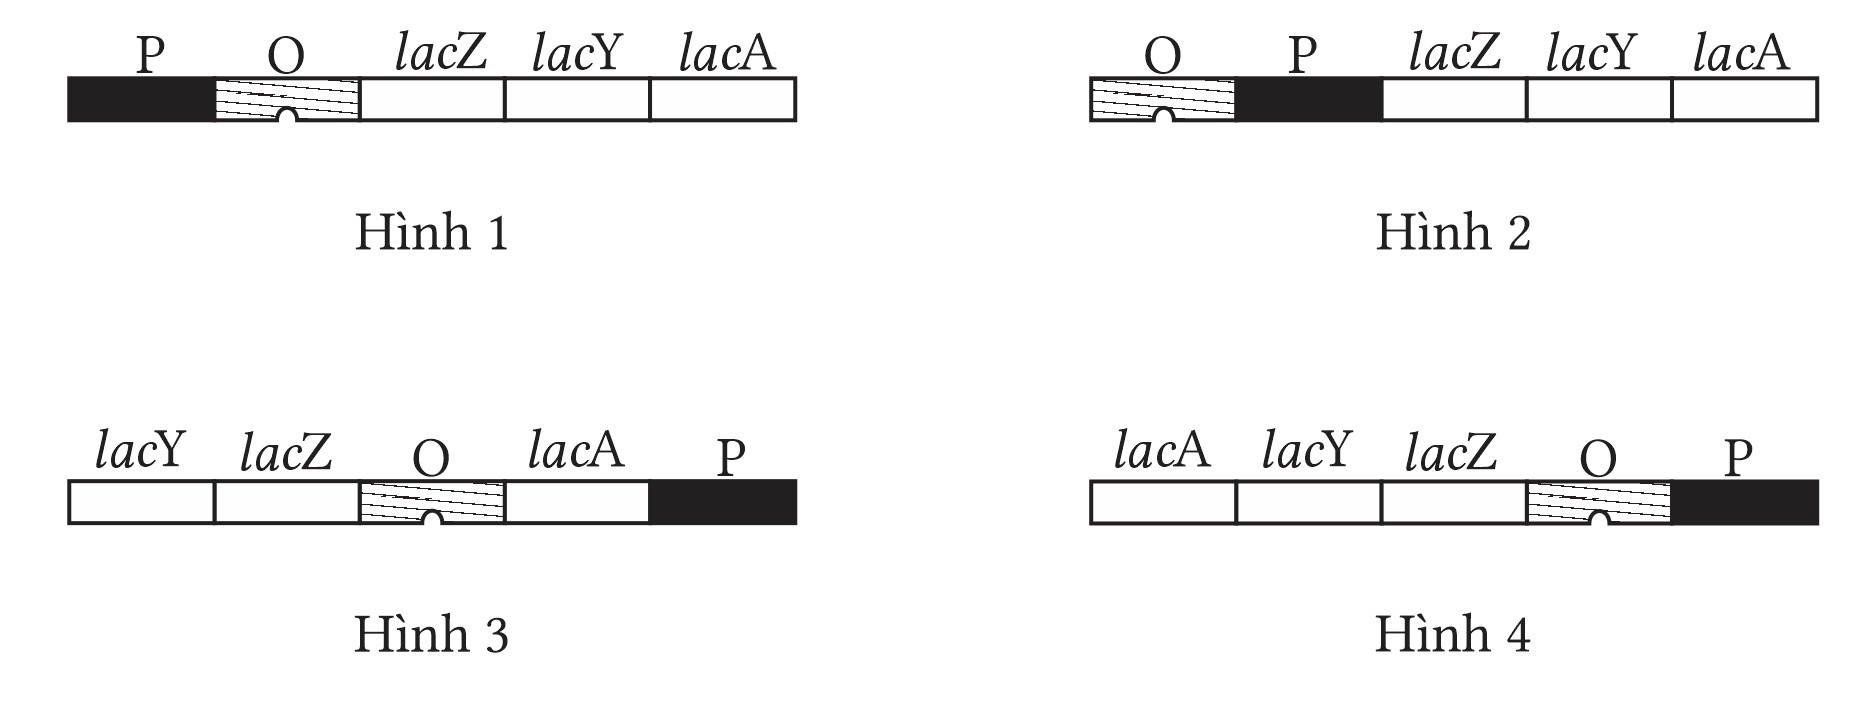 P O lacZ lacY lacA
O P lacZ lacY lacA
Hình 1
Hình 2
lacY lacZ O lacA P
lacA lacY lacZ O P
Hình 3
Hình 4